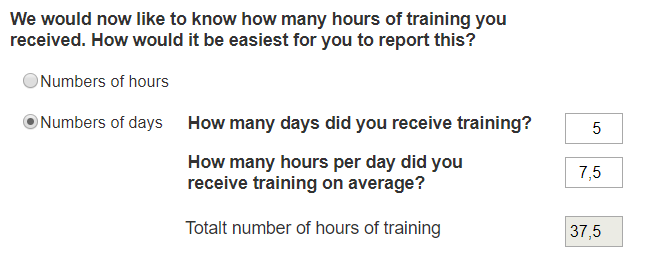 We would now like to know how many hours of training you
received. How would it be easiest for you to report this?
Numbers of hours
Numbers of days
How many days did you receive training?
5
How many hours per day did you
receive training on average?
7,5
Totalt number of hours of training
37,5